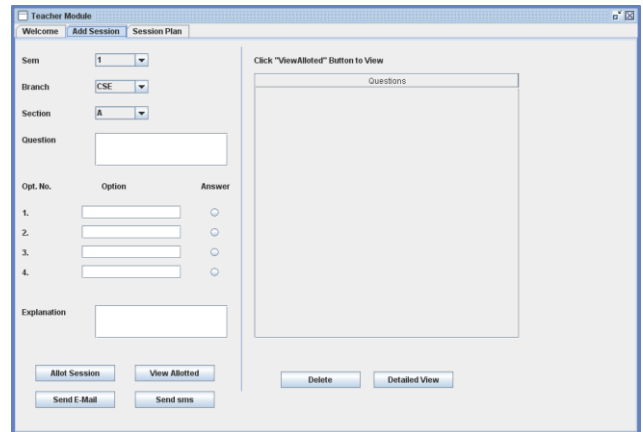 Teacher Module
Welcome Add Session Session Plan
Sem 1
Branch CSE
Section A
Question
Opt. No. Option Answer
1.
2.
3.
4.
Explanation
Allot Session View Allotted
Send E-Mail Send sms
Click "ViewAlloted" Button to View
Questions
Delete Detailed View